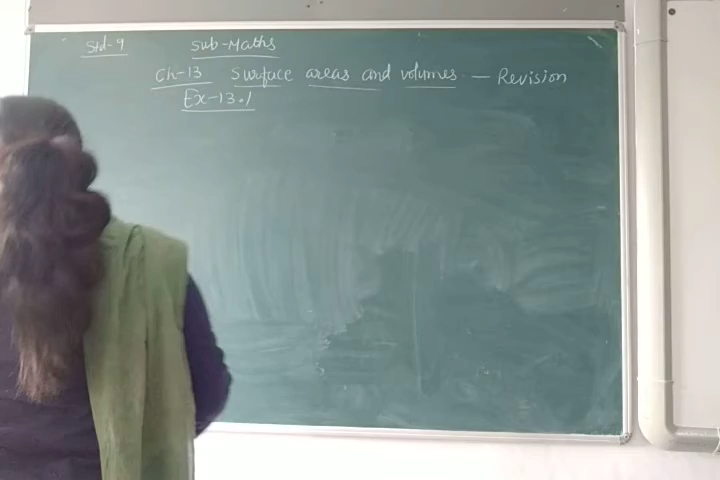 Std-9 Sub-Maths
Ch-13 Surface areas and volumes — Revision
Ex-13.1